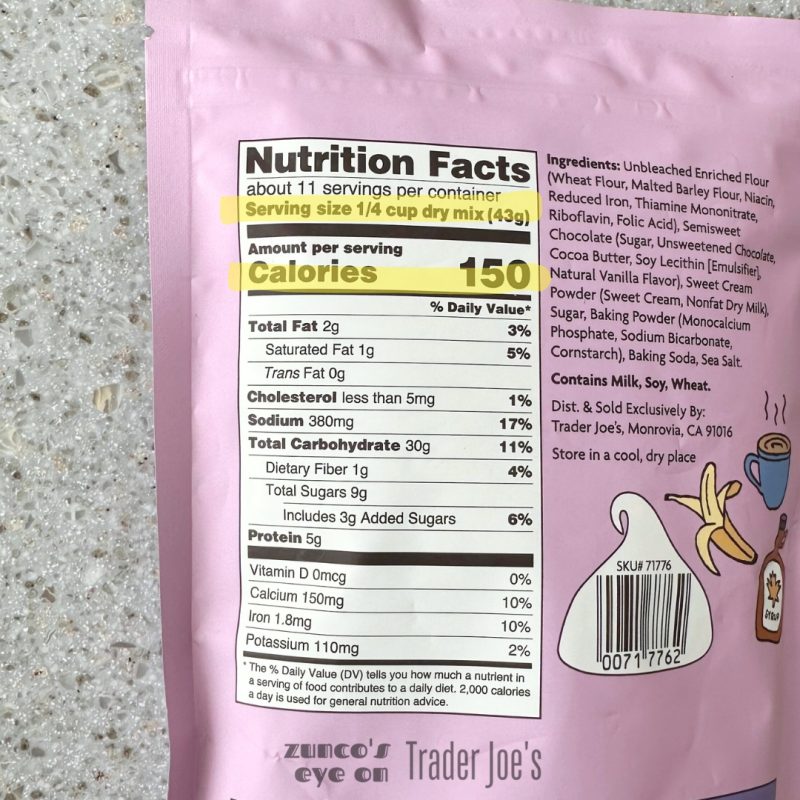 Nutrition Facts
about 11 servings per container
Serving size 1/4 cup dry mix (43g)
Amount per serving
Calories 150
% Daily Value*
Total Fat 2g 3%
Saturated Fat 1g 5%
Trans Fat 0g
Cholesterol less than 5mg 1%
Sodium 380mg 17%
Total Carbohydrate 30g 11%
Dietary Fiber 1g 4%
Total Sugars 9g
Includes 3g Added Sugars 6%
Protein 5g
Vitamin D 0mcg 0%
Calcium 150mg 10%
Iron 1.8mg 10%
Potassium 110mg 2%
* The % Daily Value (DV) tells you how much a nutrient in
a serving of food contributes to a daily diet. 2,000 calories
a day is used for general nutrition advice.
Ingredients: Unbleached Enriched Flour
(Wheat Flour, Malted Barley Flour, Niacin,
Reduced Iron, Thiamine Mononitrate,
Riboflavin, Folic Acid), Semisweet
Chocolate (Sugar, Unsweetened Chocolate,
Cocoa Butter, Soy Lecithin [Emulsifier],
Natural Vanilla Flavor), Sweet Cream
Powder (Sweet Cream, Nonfat Dry Milk),
Sugar, Baking Powder (Monocalcium
Phosphate, Sodium Bicarbonate,
Cornstarch), Baking Soda, Sea Salt.
Contains Milk, Soy, Wheat.
Dist. & Sold Exclusively By:
Trader Joe's, Monrovia, CA 91016
Store in a cool, dry place
SKU# 71776
0071 7762
SYRUP
zunco's
eye on Trader Joe's